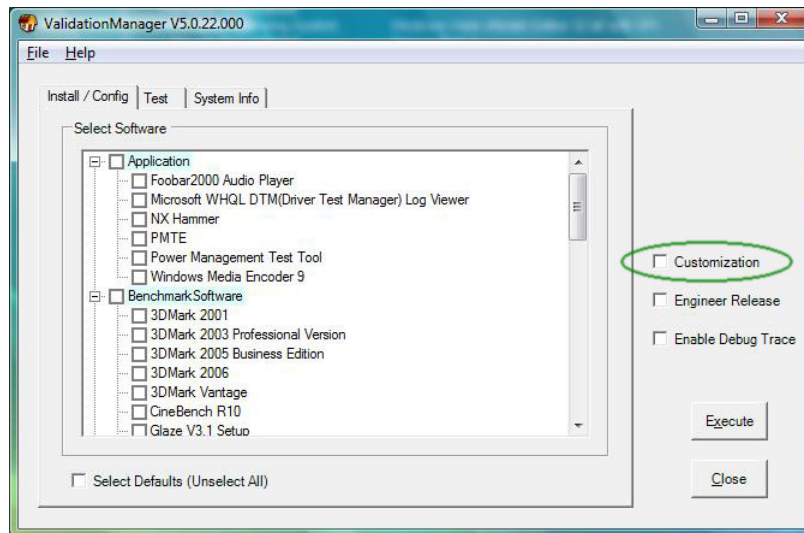 ValidationManager V5.0.22.000
File Help
Install / Config Test System Info
Select Software
Application
Foobar2000 Audio Player
Microsoft WHQL DTM(Driver Test Manager) Log Viewer
NX Hammer
PMTE
Power Management Test Tool
Windows Media Encoder 9
BenchmarkSoftware
3DMark 2001
3DMark 2003 Professional Version
3DMark 2005 Business Edition
3DMark 2006
3DMark Vantage
CineBench R10
Glaze V3.1 Setup
Select Defaults (Unselect All)
Customization
Engineer Release
Enable Debug Trace
Execute
Close